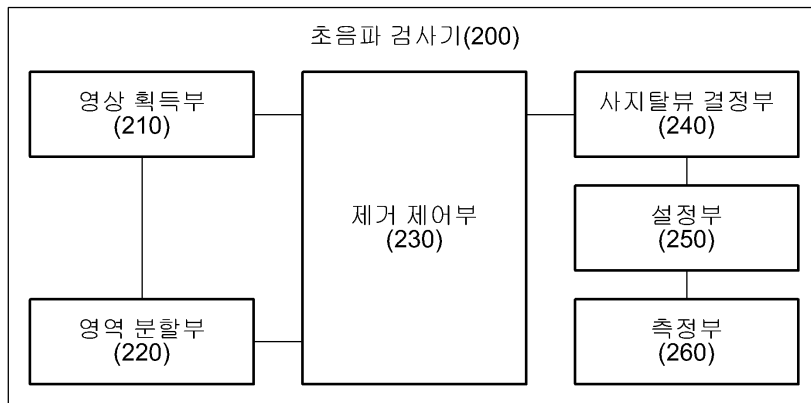 초음파 검사기(200)
영상 획득부
(210)
영역 분할부
(220)
제거 제어부
(230)
사지탈뷰 결정부
(240)
설정부
(250)
측정부
(260)